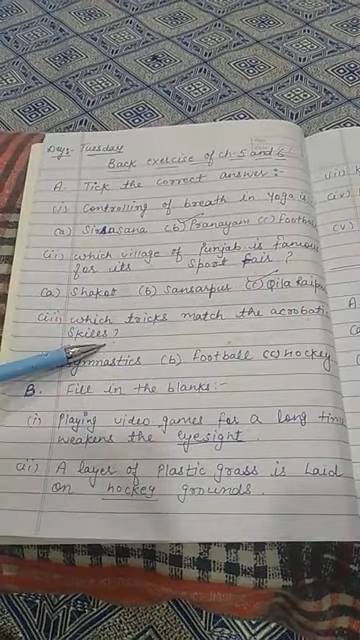 Day:- Tuesday
Back exercise of ch-5 and 6
A. Tick the correct answer:-
(i) Controlling of breath in Yoga is:
(a) Sirsasana (b) Pranayam (c) Football
(ii) which village of Punjab is famous
for its sport fair?
(a) Shakot (b) Sansarpur (c) Qila Raipur
(iii) which tricks match the acrobatic
skills?
gymnastics (b) Football (c) Hockey
B. Fill in the blanks:-
(i) Playing video games for a long time
weakens the eyesight.
(ii) A layer of Plastic grass is Laid
on hockey grounds.
(iv)
(v)
A.
B.
(i)